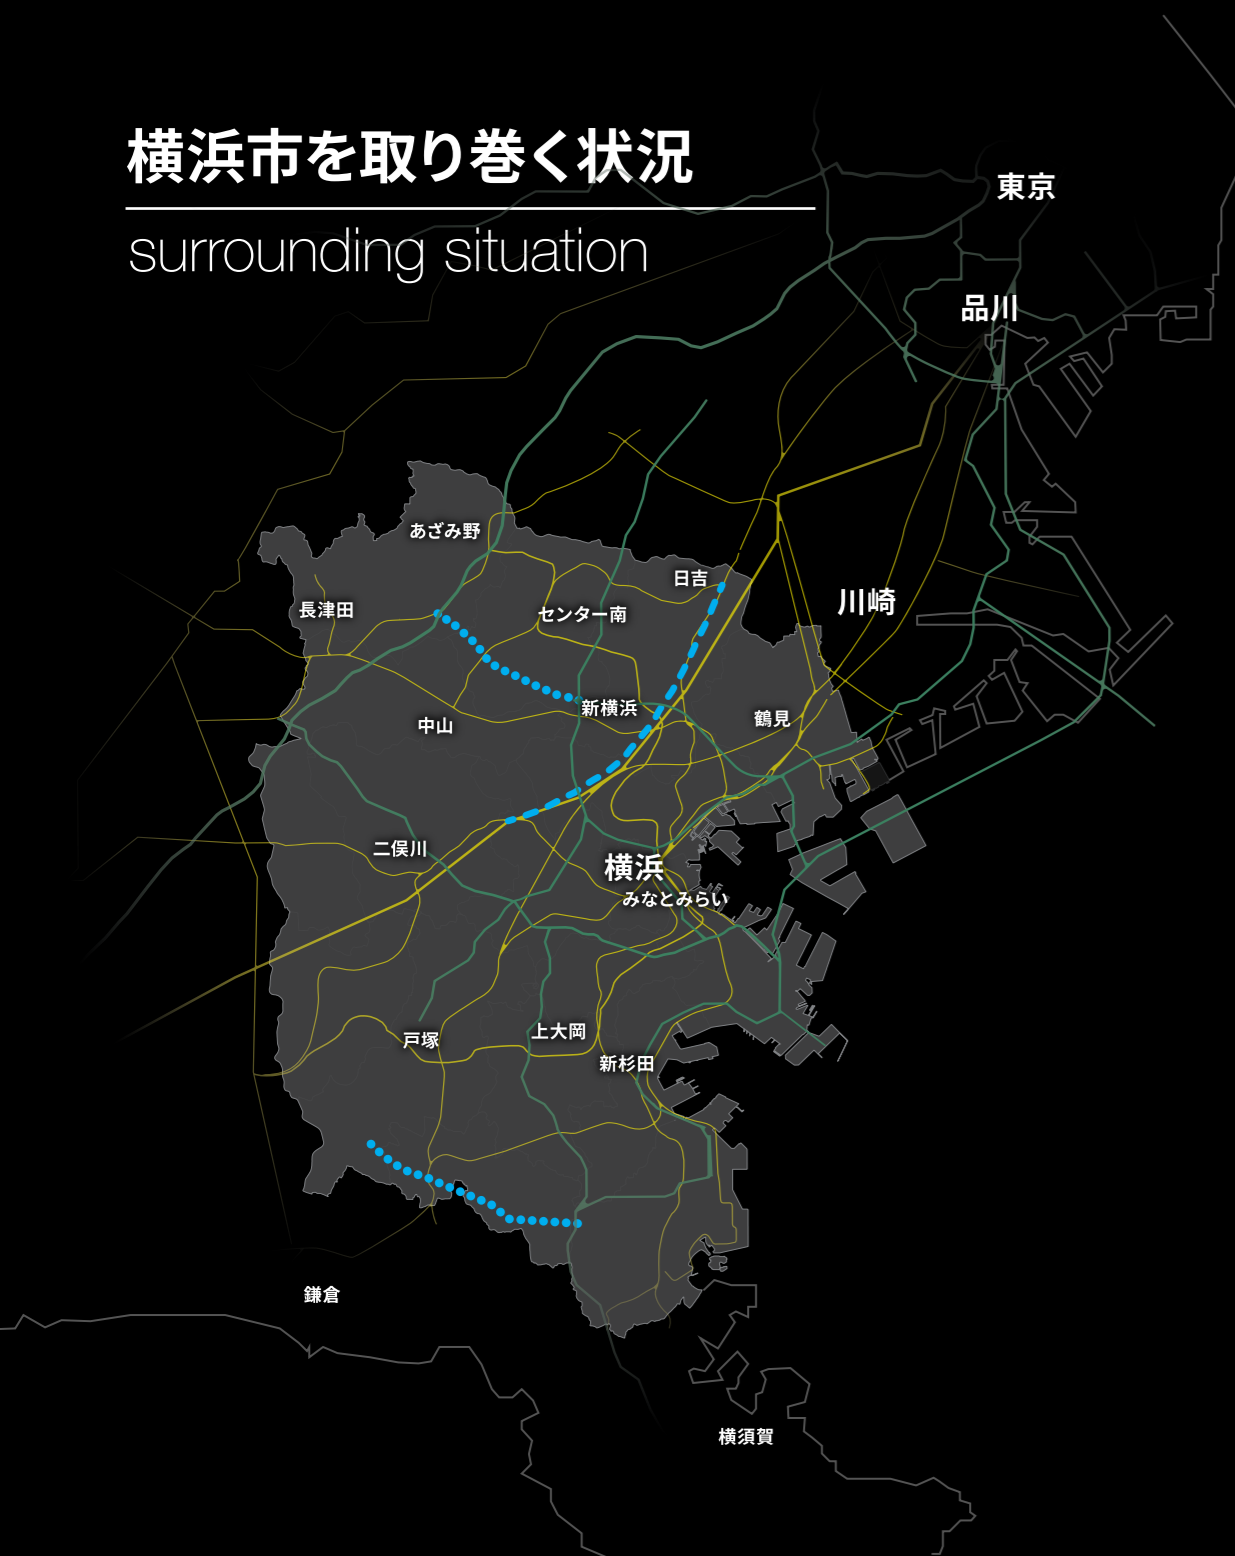 横浜市を取り巻く状況
surrounding situation
東京
品川
あざみ野
日吉
川崎
長津田
センター南
新横浜
鶴見
中山
二俣川
横浜
みなとみらい
戸塚
上大岡
新杉田
鎌倉
横須賀